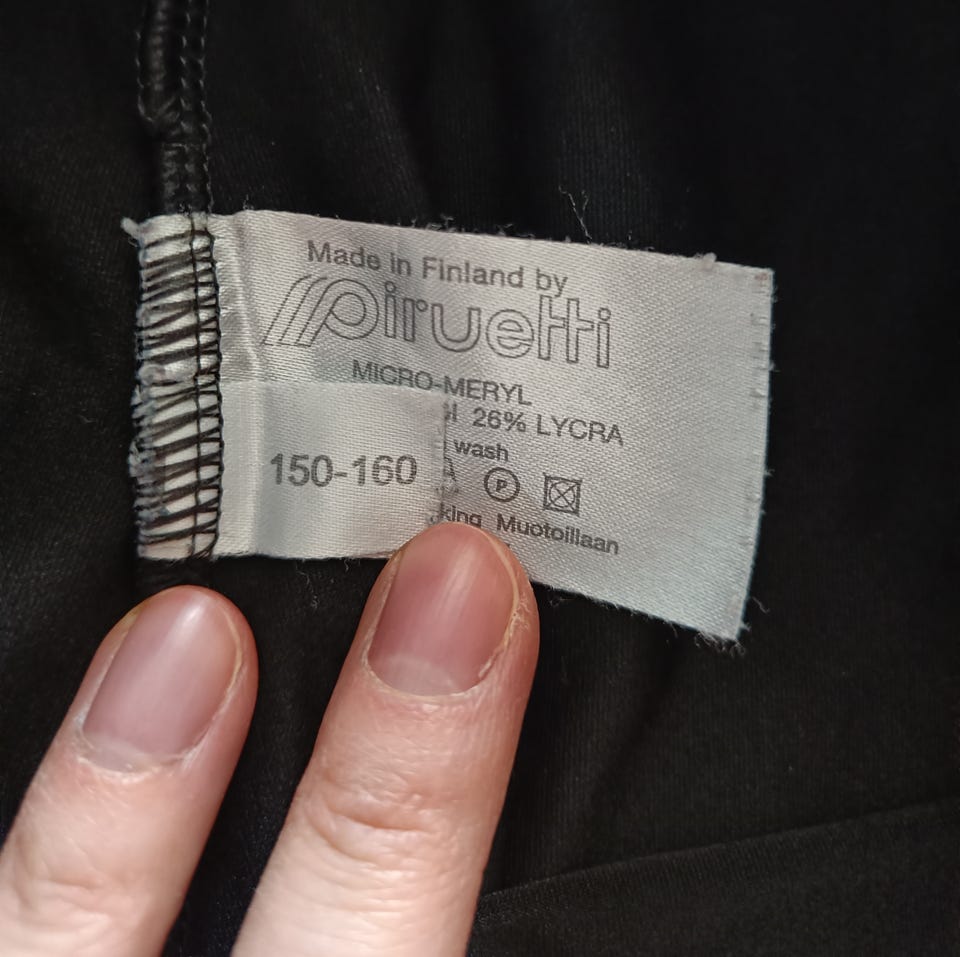 Made in Finland by
piruetti
MICRO-MERYL
26% LYCRA
wash
150-160
P
Muotoillaan